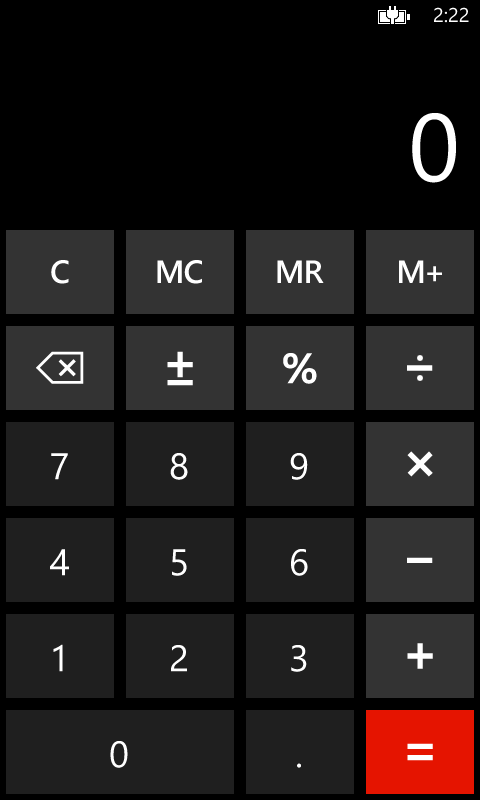 2:22
0
C MC MR M+
± % ÷
7 8 9 ×
4 5 6 −
1 2 3 +
0 . =